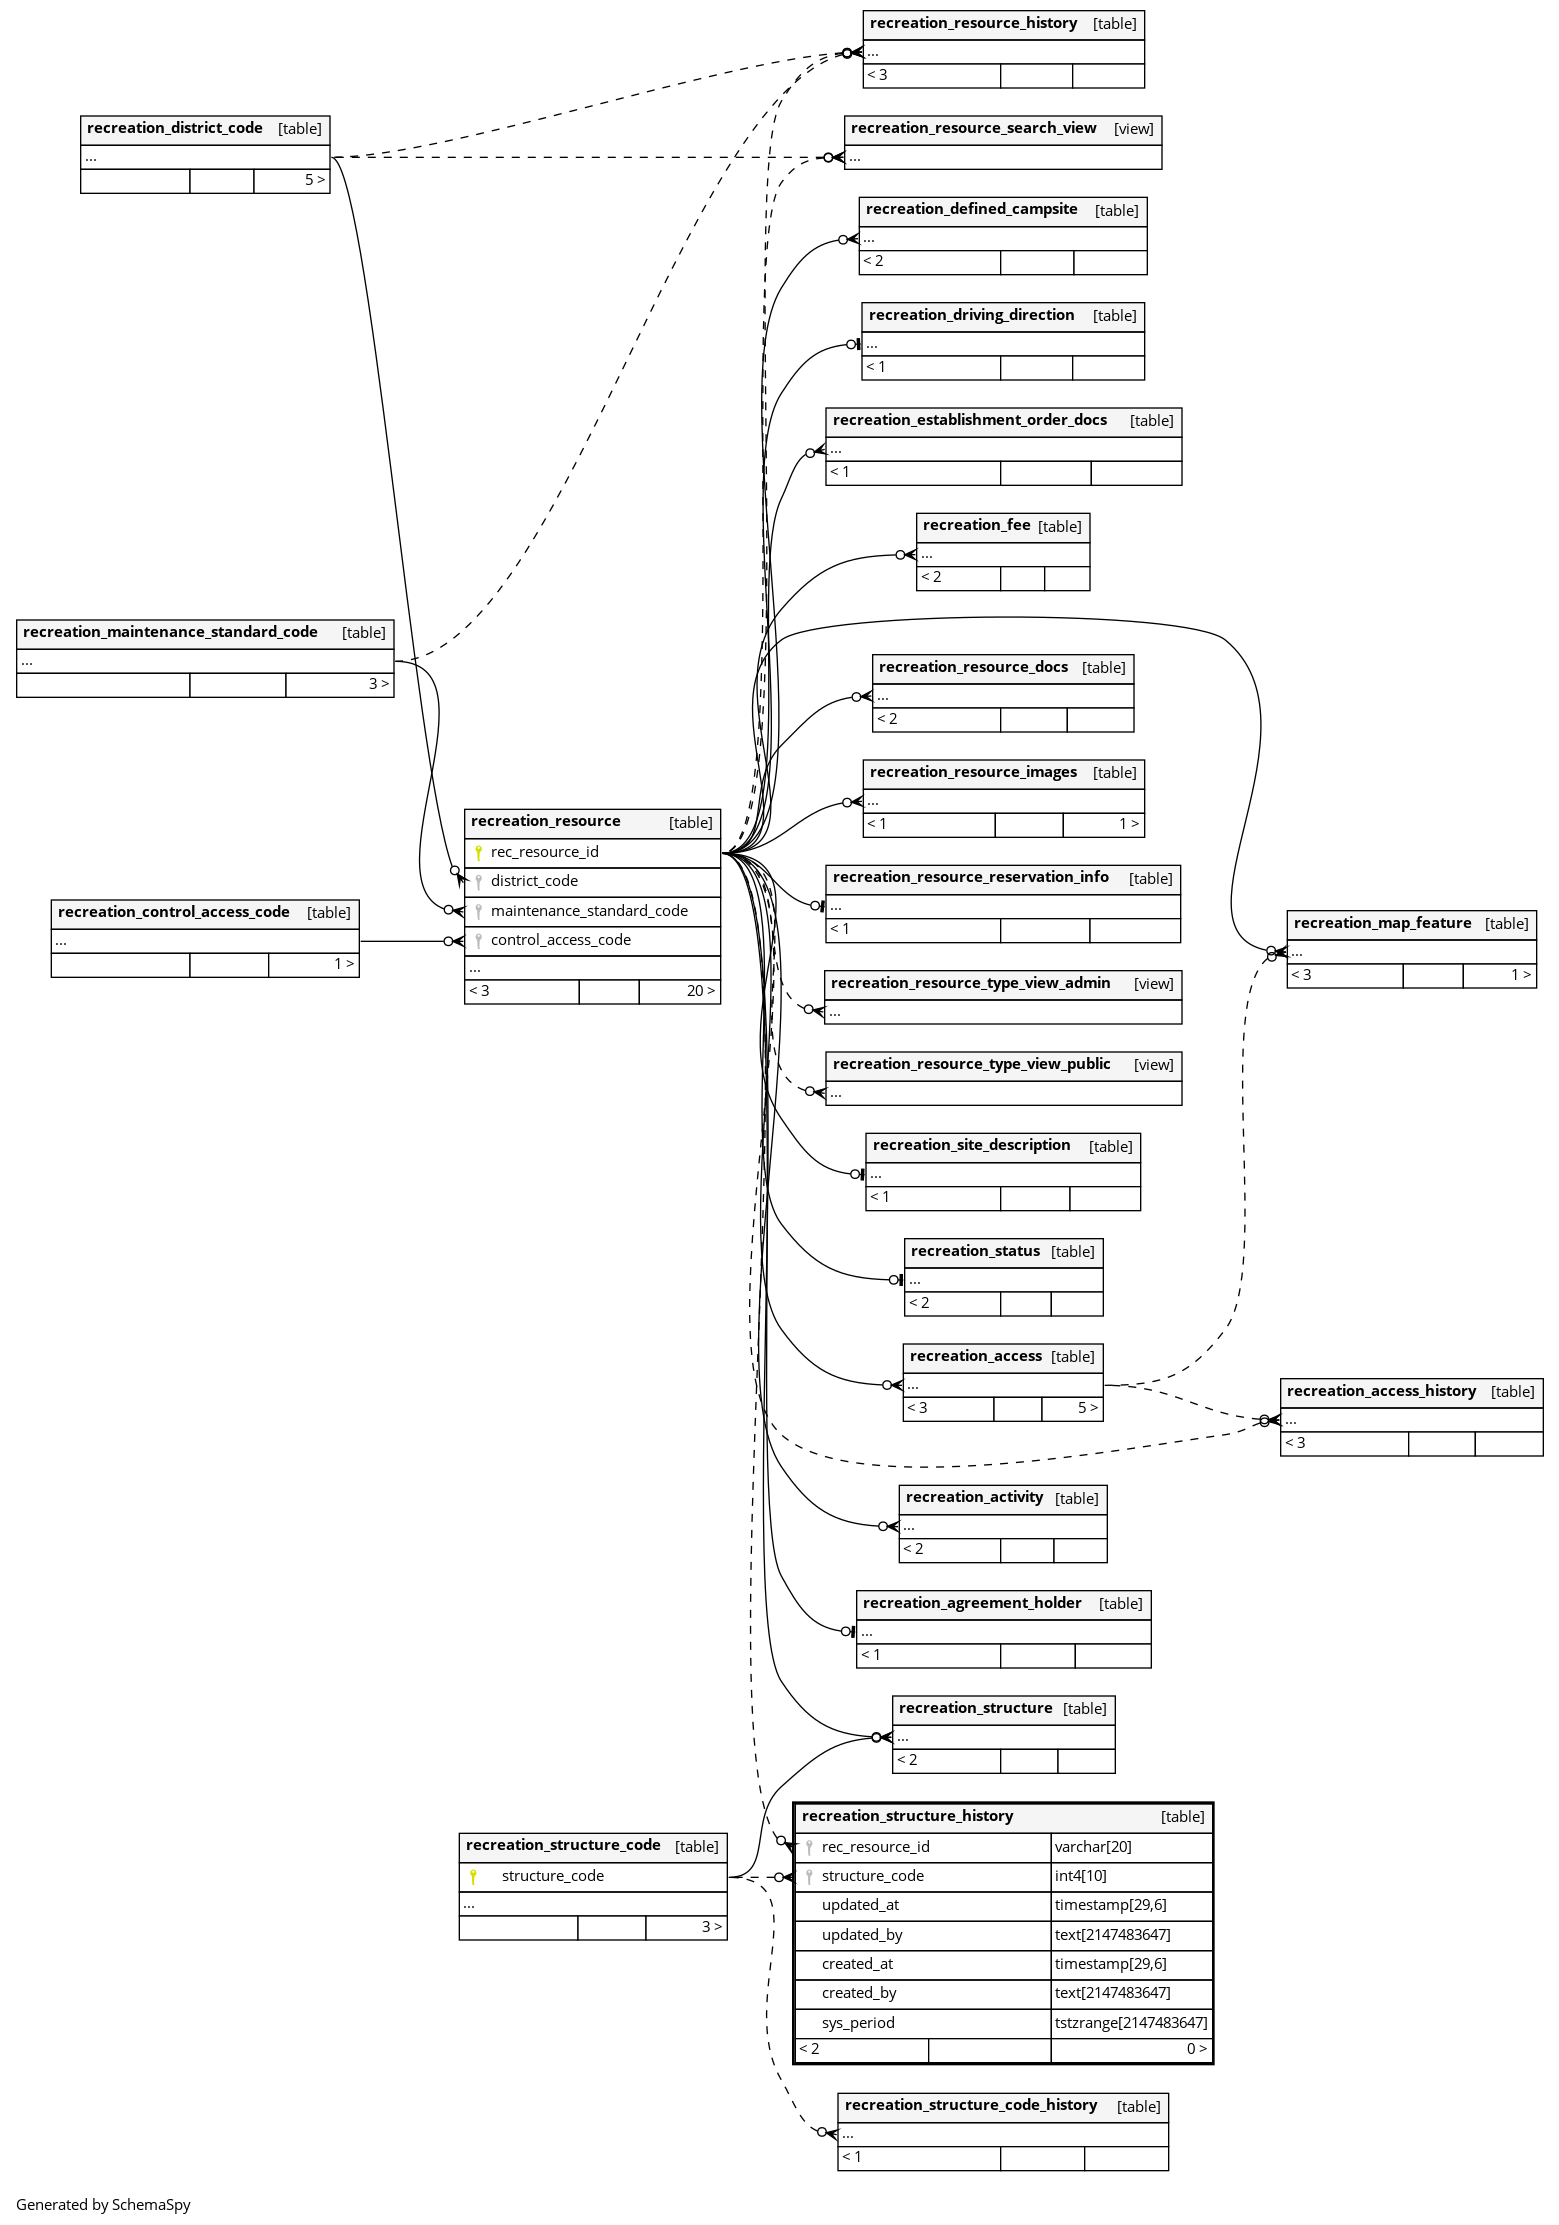 recreation_resource_history [table]
...
< 3
recreation_district_code [table]
...
5 >
recreation_resource_search_view [view]
...
recreation_defined_campsite [table]
...
< 2
recreation_driving_direction [table]
...
< 1
recreation_establishment_order_docs [table]
...
< 1
recreation_fee [table]
...
< 2
recreation_maintenance_standard_code [table]
...
3 >
recreation_resource_docs [table]
...
< 2
recreation_resource_images [table]
...
< 1 1 >
recreation_resource [table]
rec_resource_id
district_code
maintenance_standard_code
control_access_code
...
< 3 20 >
recreation_control_access_code [table]
...
1 >
recreation_resource_reservation_info [table]
...
< 1
recreation_map_feature [table]
...
< 3 1 >
recreation_resource_type_view_admin [view]
...
recreation_resource_type_view_public [view]
...
recreation_site_description [table]
...
< 1
recreation_status [table]
...
< 2
recreation_access [table]
...
< 3 5 >
recreation_access_history [table]
...
< 3
recreation_activity [table]
...
< 2
recreation_agreement_holder [table]
...
< 1
recreation_structure [table]
...
< 2
recreation_structure_code [table]
structure_code
...
3 >
recreation_structure_history [table]
rec_resource_id varchar[20]
structure_code int4[10]
updated_at timestamp[29,6]
updated_by text[2147483647]
created_at timestamp[29,6]
created_by text[2147483647]
sys_period tstzrange[2147483647]
< 2 0 >
recreation_structure_code_history [table]
...
< 1
Generated by SchemaSpy